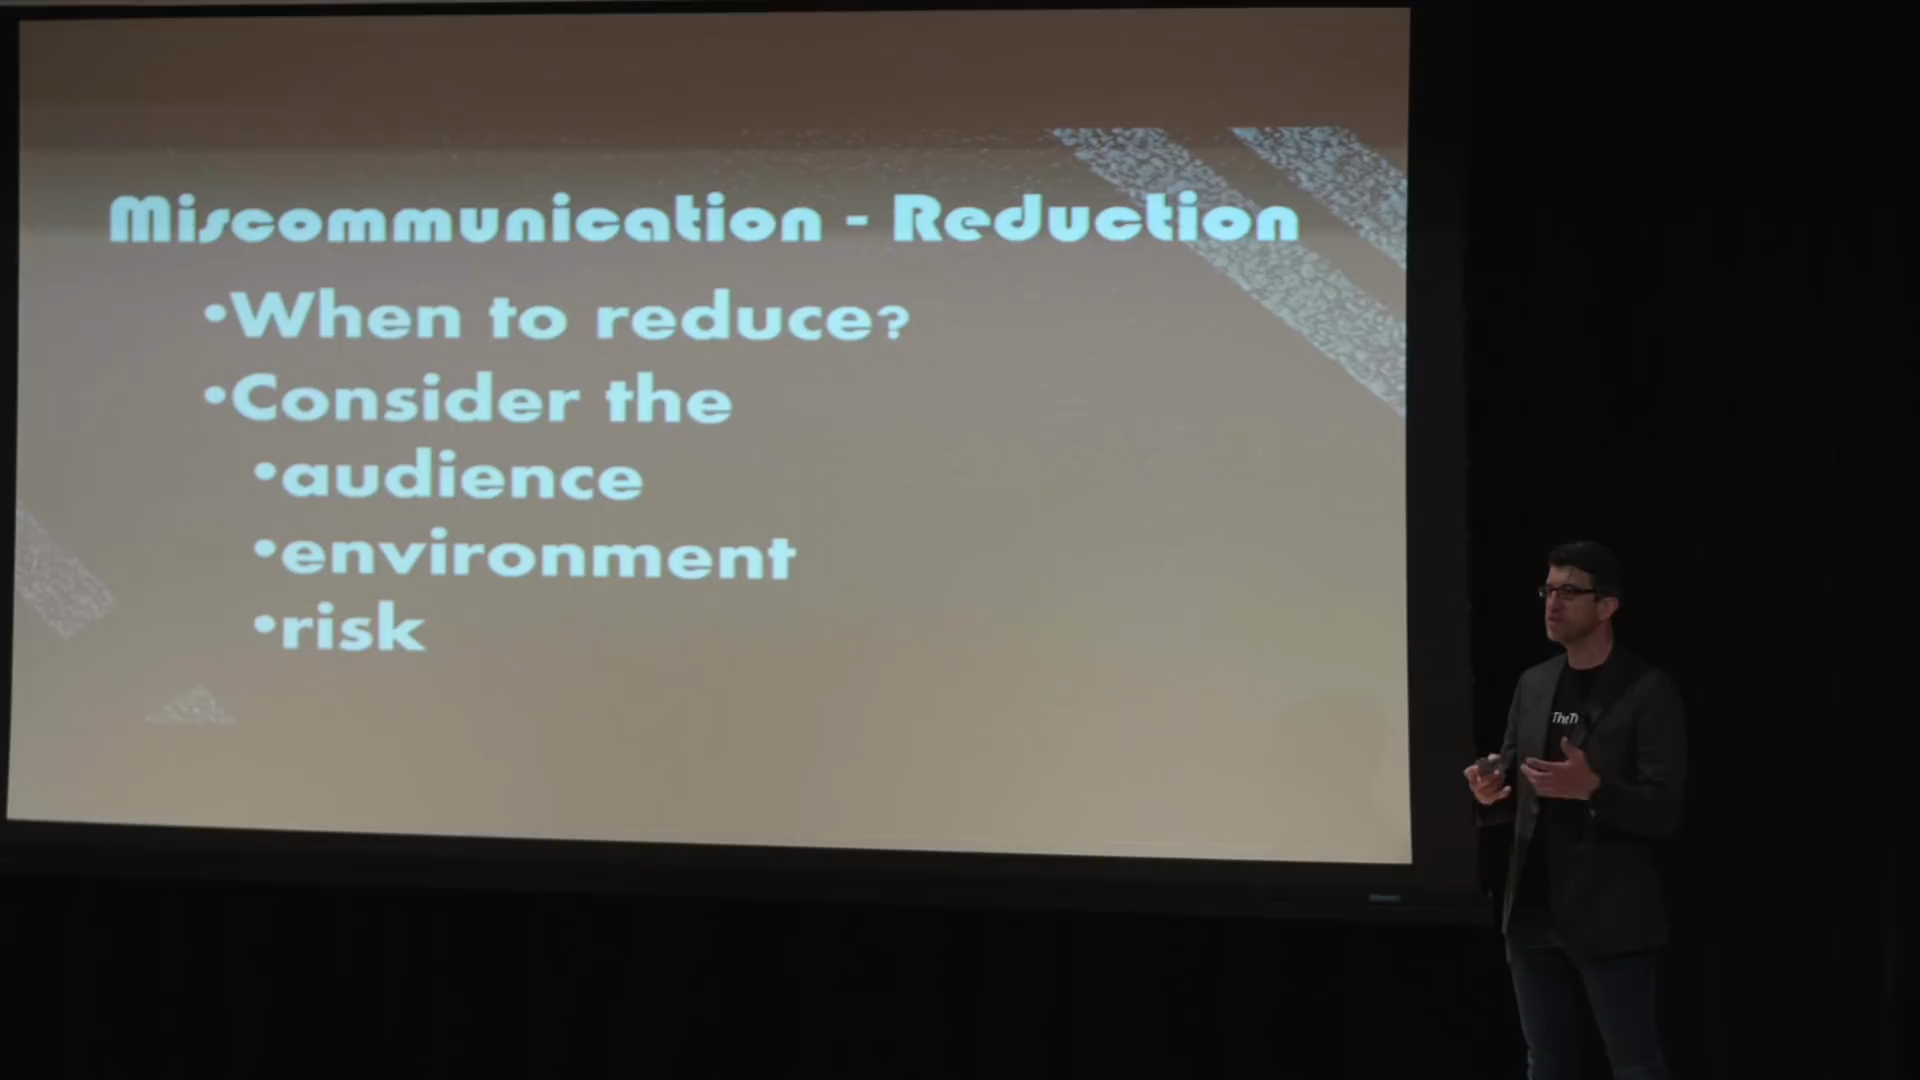 Miscommunication - Reduction
•When to reduce?
•Consider the
•audience
•environment
•risk